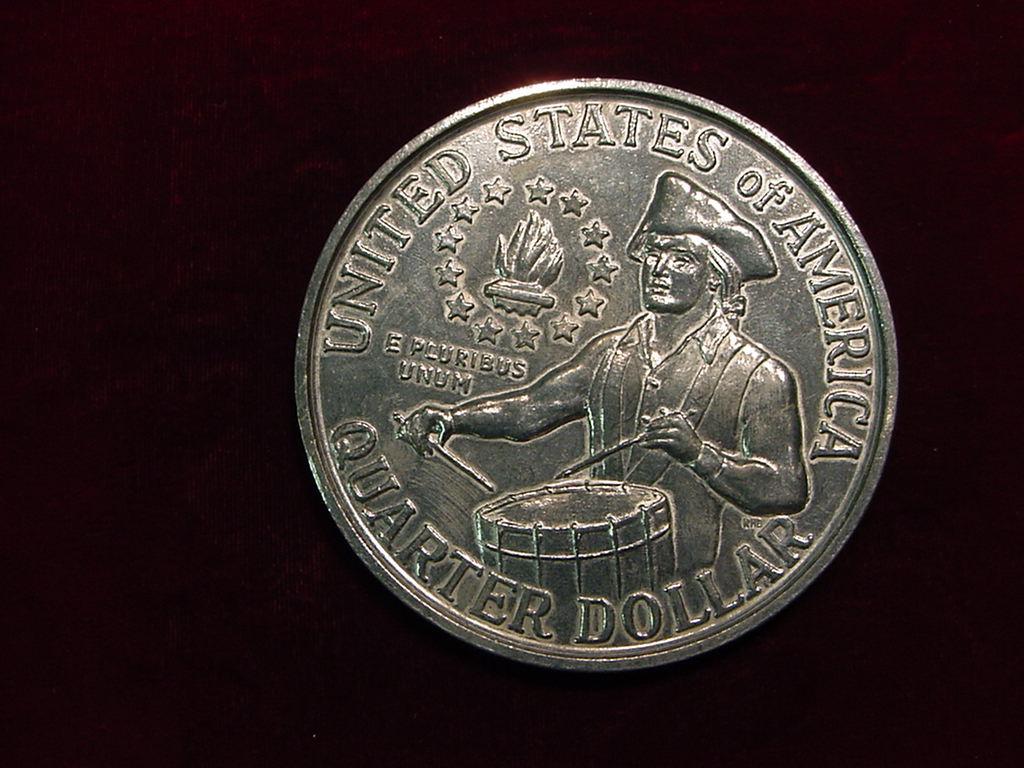 UNITED STATES of AMERICA
E PLURIBUS
UNUM
QUARTER DOLLAR